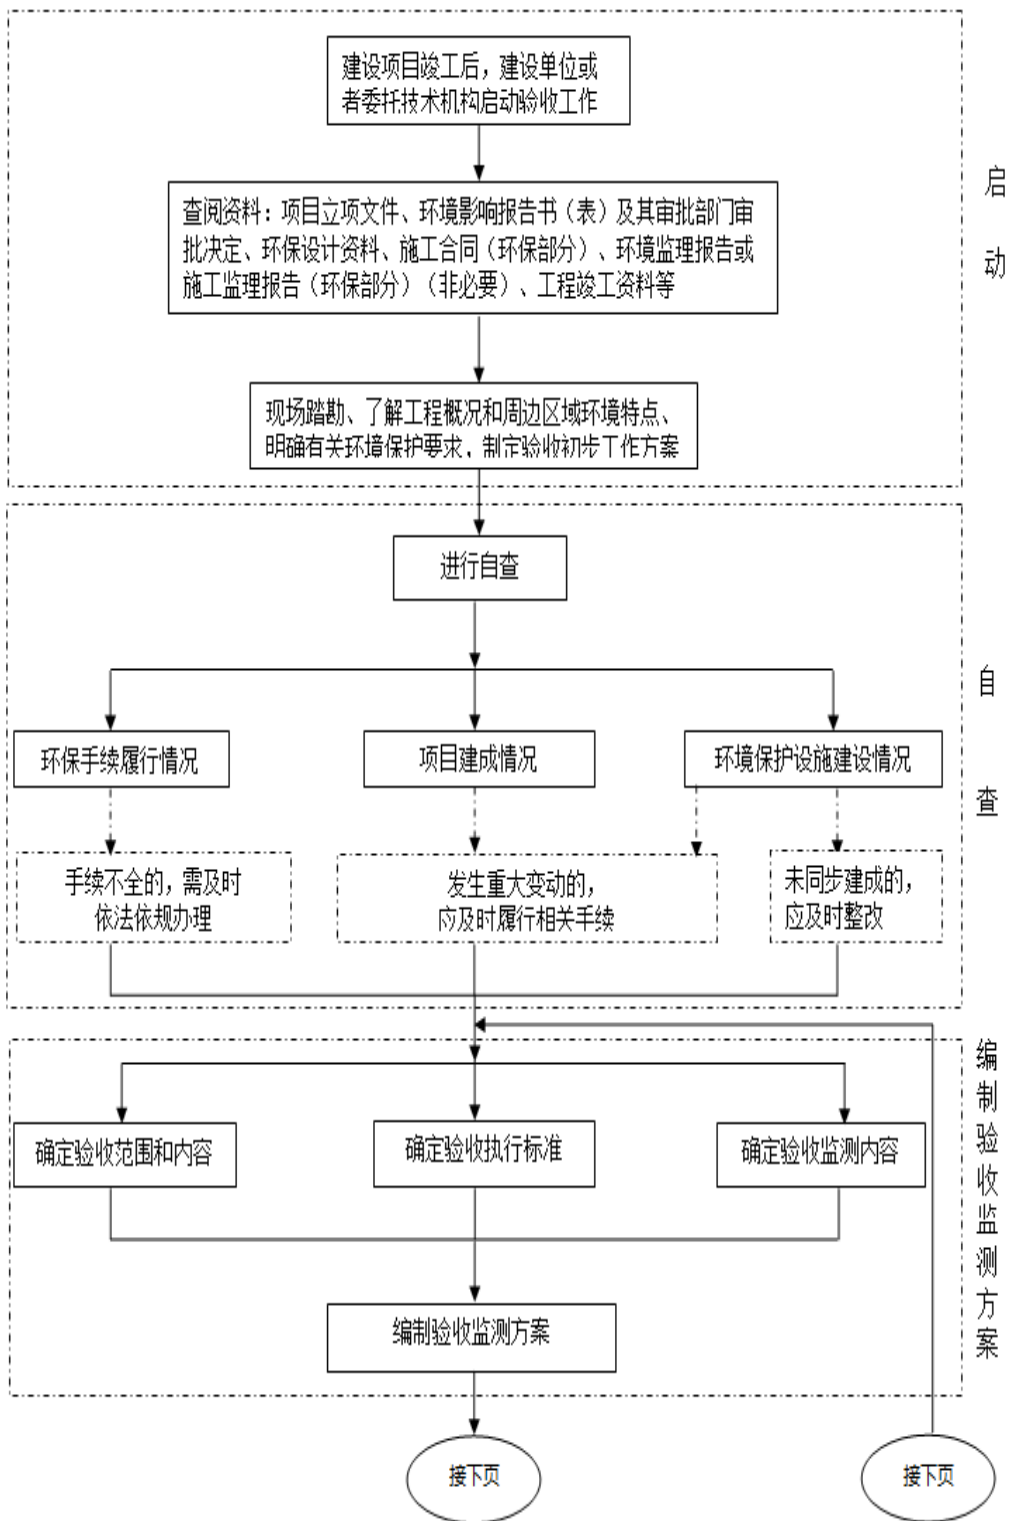 建设项目竣工后，建设单位或
者委托技术机构启动验收工作
查阅资料：项目立项文件、环境影响报告书（表）及其审批部门审
批决定、环保设计资料、施工合同（环保部分）、环境监理报告或
施工监理报告（环保部分）（非必要）、工程竣工资料等
现场踏勘、了解工程概况和周边区域环境特点、
明确有关环境保护要求，制定验收初步工作方案
启
动
进行自查
环保手续履行情况
项目建成情况
环境保护设施建设情况
手续不全的，需及时
依法依规办理
发生重大变动的，
应及时履行相关手续
未同步建成的，
应及时整改
自
查
确定验收范围和内容
确定验收执行标准
确定验收监测内容
编制验收监测方案
编
制
验
收
监
测
方
案
接下页
接下页